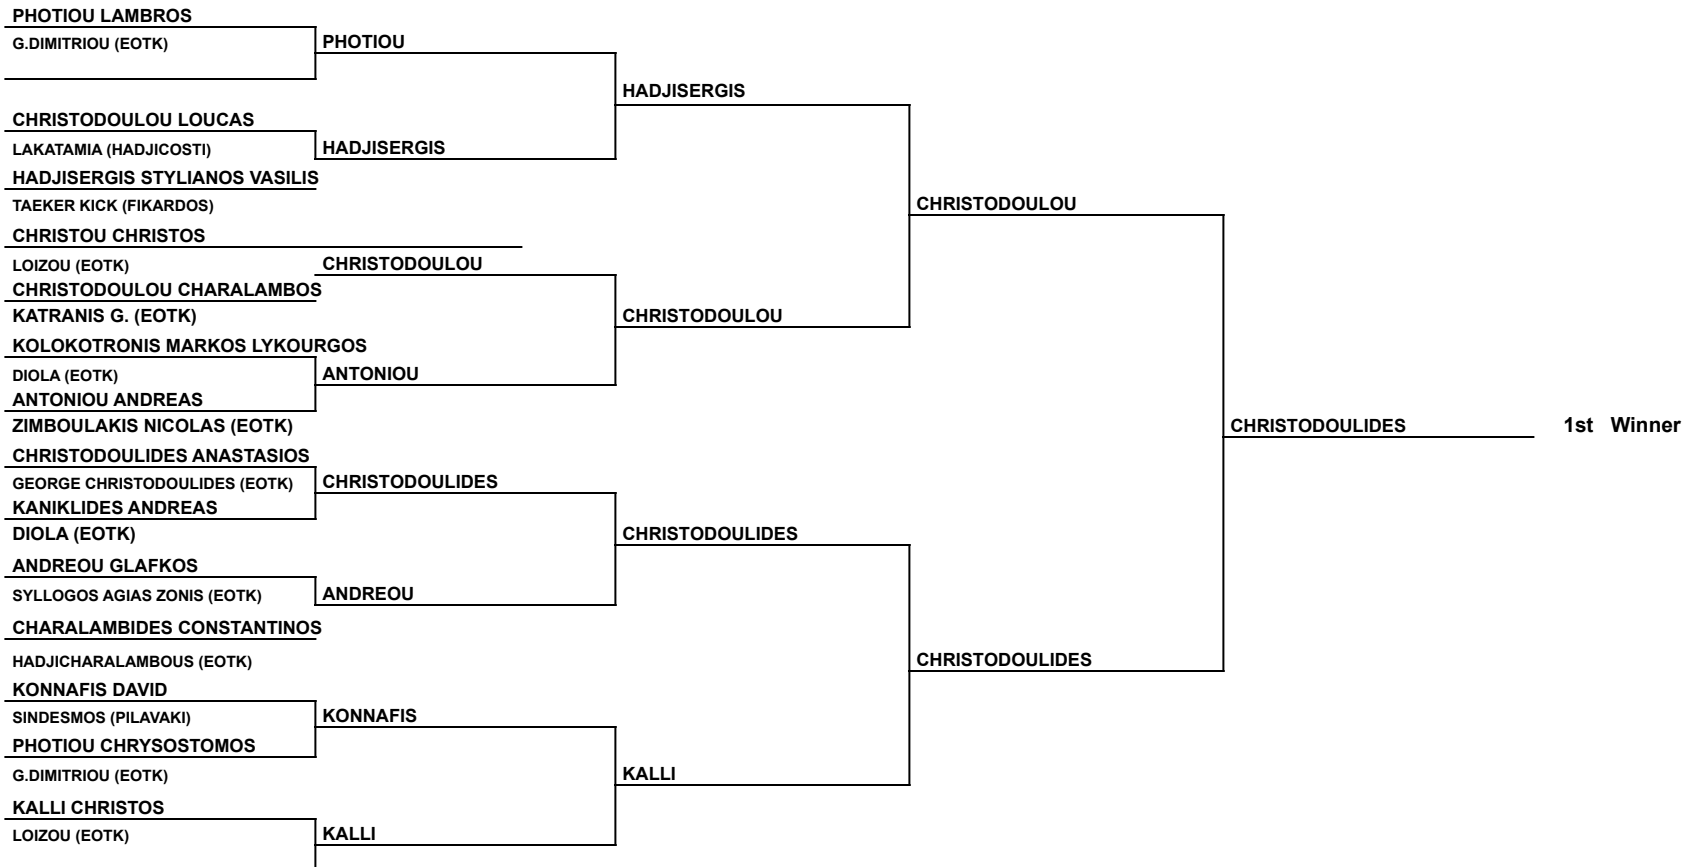 PHOTIOU LAMBROS
G.DIMITRIOU (EOTK)
PHOTIOU
HADJISERGIS
CHRISTODOULOU LOUCAS
LAKATAMIA (HADJICOSTI)
HADJISERGIS
HADJISERGIS STYLIANOS VASILIS
TAEKER KICK (FIKARDOS)
CHRISTODOULOU
CHRISTOU CHRISTOS
LOIZOU (EOTK)
CHRISTODOULOU
CHRISTODOULOU CHARALAMBOS
KATRANIS G. (EOTK)
CHRISTODOULOU
KOLOKOTRONIS MARKOS LYKOURGOS
DIOLA (EOTK)
ANTONIOU
ANTONIOU ANDREAS
ZIMBOULAKIS NICOLAS (EOTK)
CHRISTODOULIDES
1st Winner
CHRISTODOULIDES ANASTASIOS
GEORGE CHRISTODOULIDES (EOTK)
CHRISTODOULIDES
KANIKLIDES ANDREAS
DIOLA (EOTK)
CHRISTODOULIDES
ANDREOU GLAFKOS
SYLLOGOS AGIAS ZONIS (EOTK)
ANDREOU
CHARALAMBIDES CONSTANTINOS
HADJICHARALAMBOUS (EOTK)
CHRISTODOULIDES
KONNAFIS DAVID
SINDESMOS (PILAVAKI)
KONNAFIS
PHOTIOU CHRYSOSTOMOS
G.DIMITRIOU (EOTK)
KALLI
KALLI CHRISTOS
LOIZOU (EOTK)
KALLI